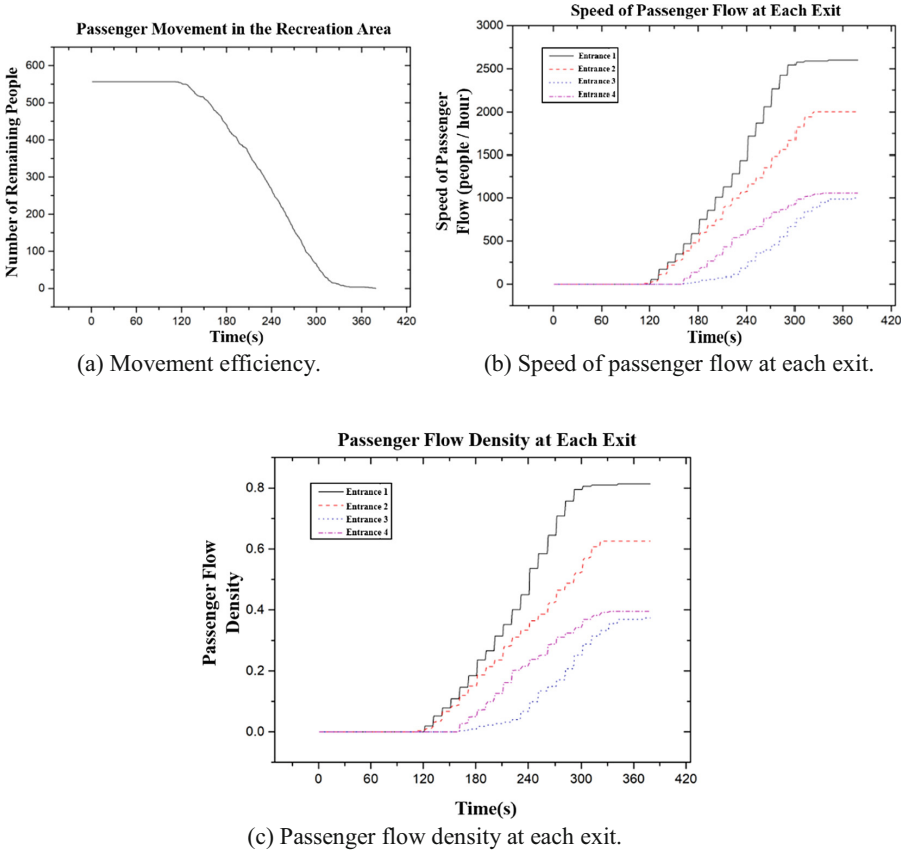 Passenger Movement in the Recreation Area
Number of Remaining People
600
500
400
300
200
100
0
0 60 120 180 240 300 360 420
Time(s)
(a) Movement efficiency.
Speed of Passenger Flow at Each Exit
Speed of Passenger
Flow (people / hour)
3000
2500
2000
1500
1000
500
0
Entrance 1
Entrance 2
Entrance 3
Entrance 4
0 60 120 180 240 300 360 420
Time(s)
(b) Speed of passenger flow at each exit.
Passenger Flow Density at Each Exit
Passenger Flow
Density
0.8
0.6
0.4
0.2
0.0
Entrance 1
Entrance 2
Entrance 3
Entrance 4
0 60 120 180 240 300 360 420
Time(s)
(c) Passenger flow density at each exit.